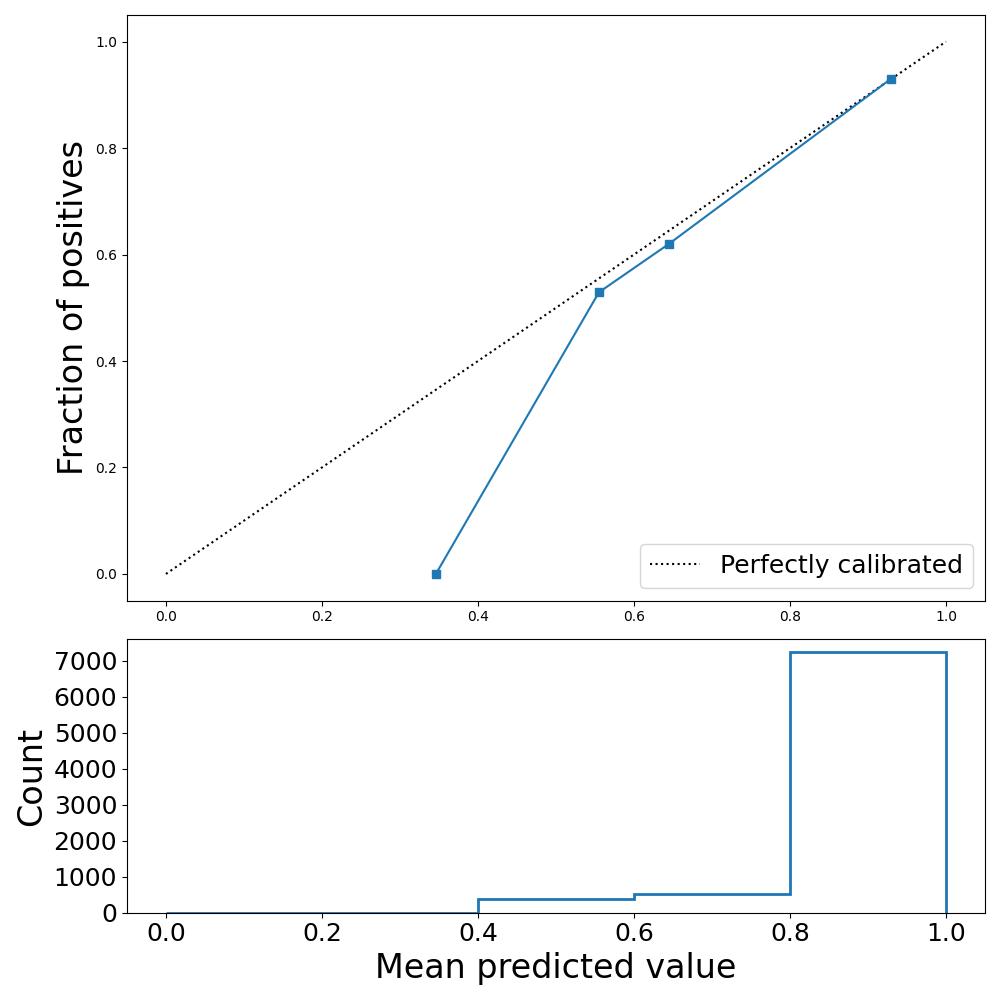 Fraction of positives
1.0
0.8
0.6
0.4
0.2
0.0
Perfectly calibrated
0.0 0.2 0.4 0.6 0.8 1.0
Count
7000
6000
5000
4000
3000
2000
1000
0
0.0 0.2 0.4 0.6 0.8 1.0
Mean predicted value